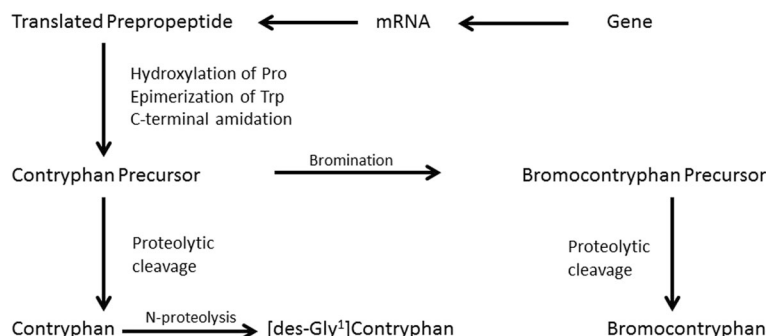 Translated Prepropeptide mRNA Gene
Hydroxylation of Pro
Epimerization of Trp
C-terminal amidation
Contryphan Precursor Bromination Bromocontryphan Precursor
Proteolytic
cleavage
Proteolytic
cleavage
Contryphan N-proteolysis [des-Gly¹]Contryphan Bromocontryphan